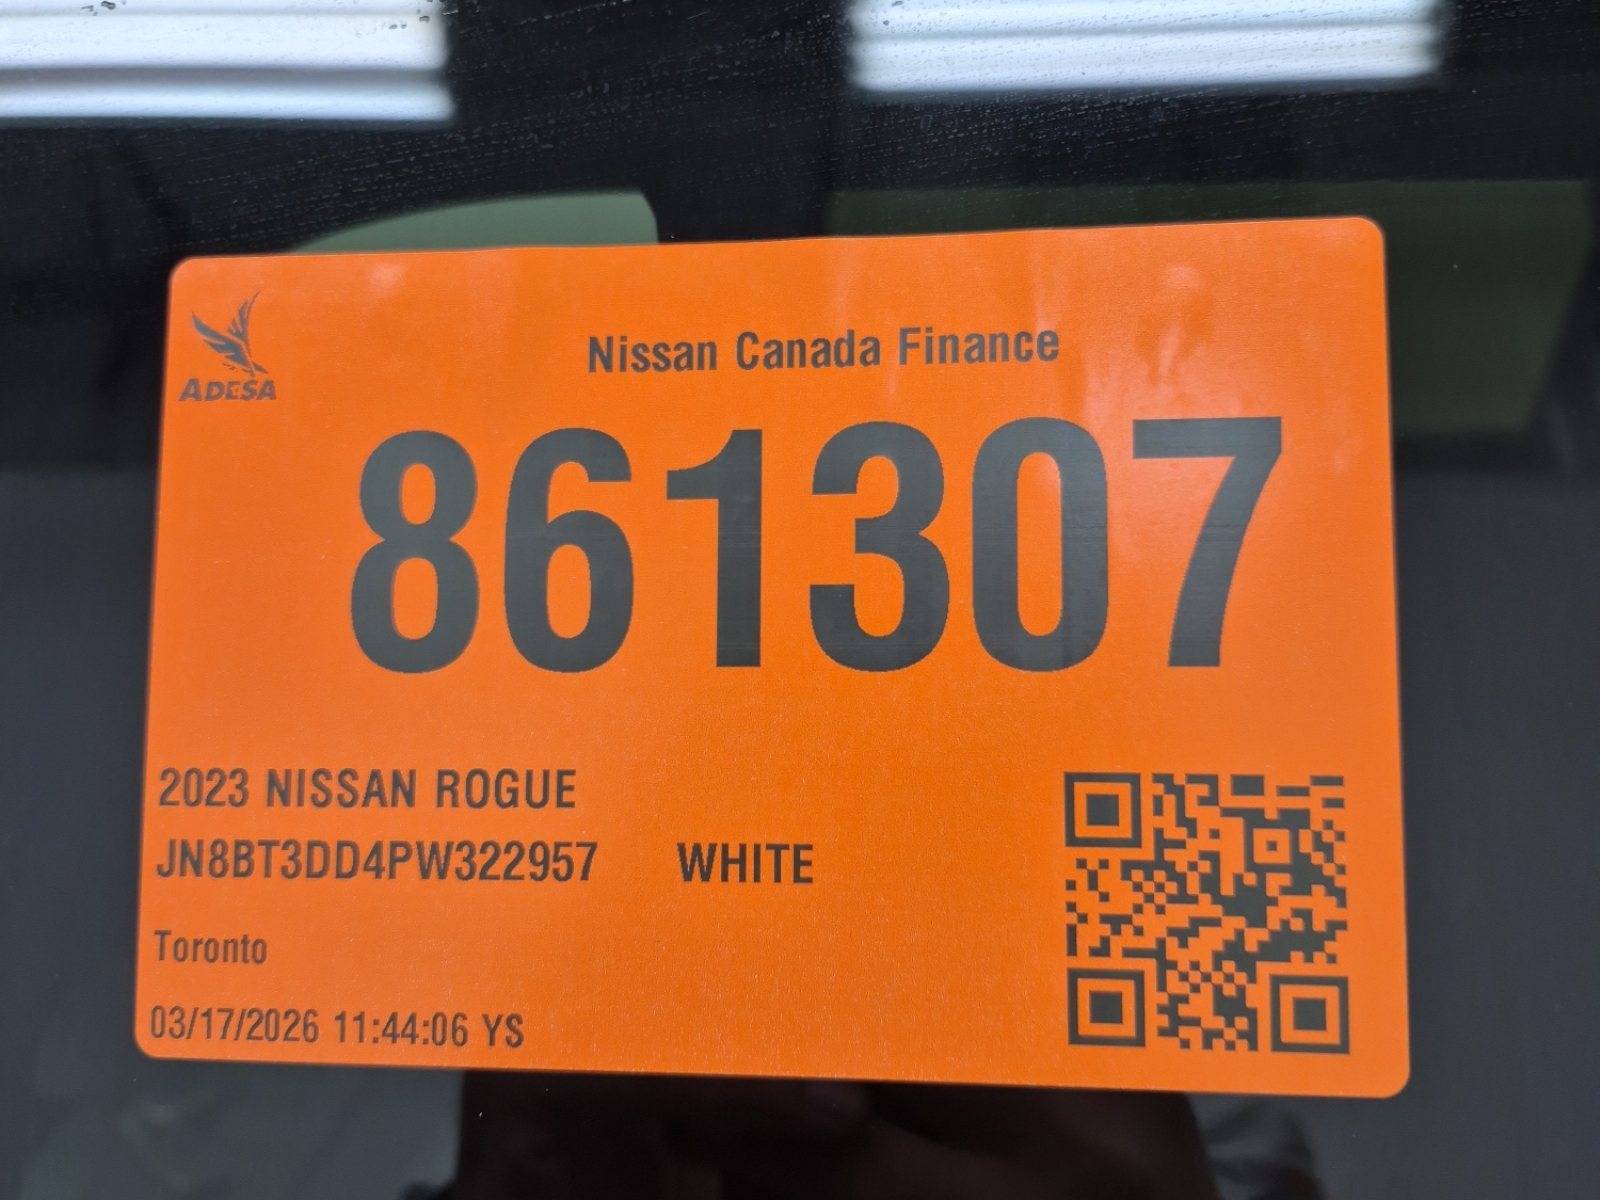 ADESA
Nissan Canada Finance
861307
2023 NISSAN ROGUE
JN8BT3DD4PW322957 WHITE
Toronto
03/17/2026 11:44:06 YS